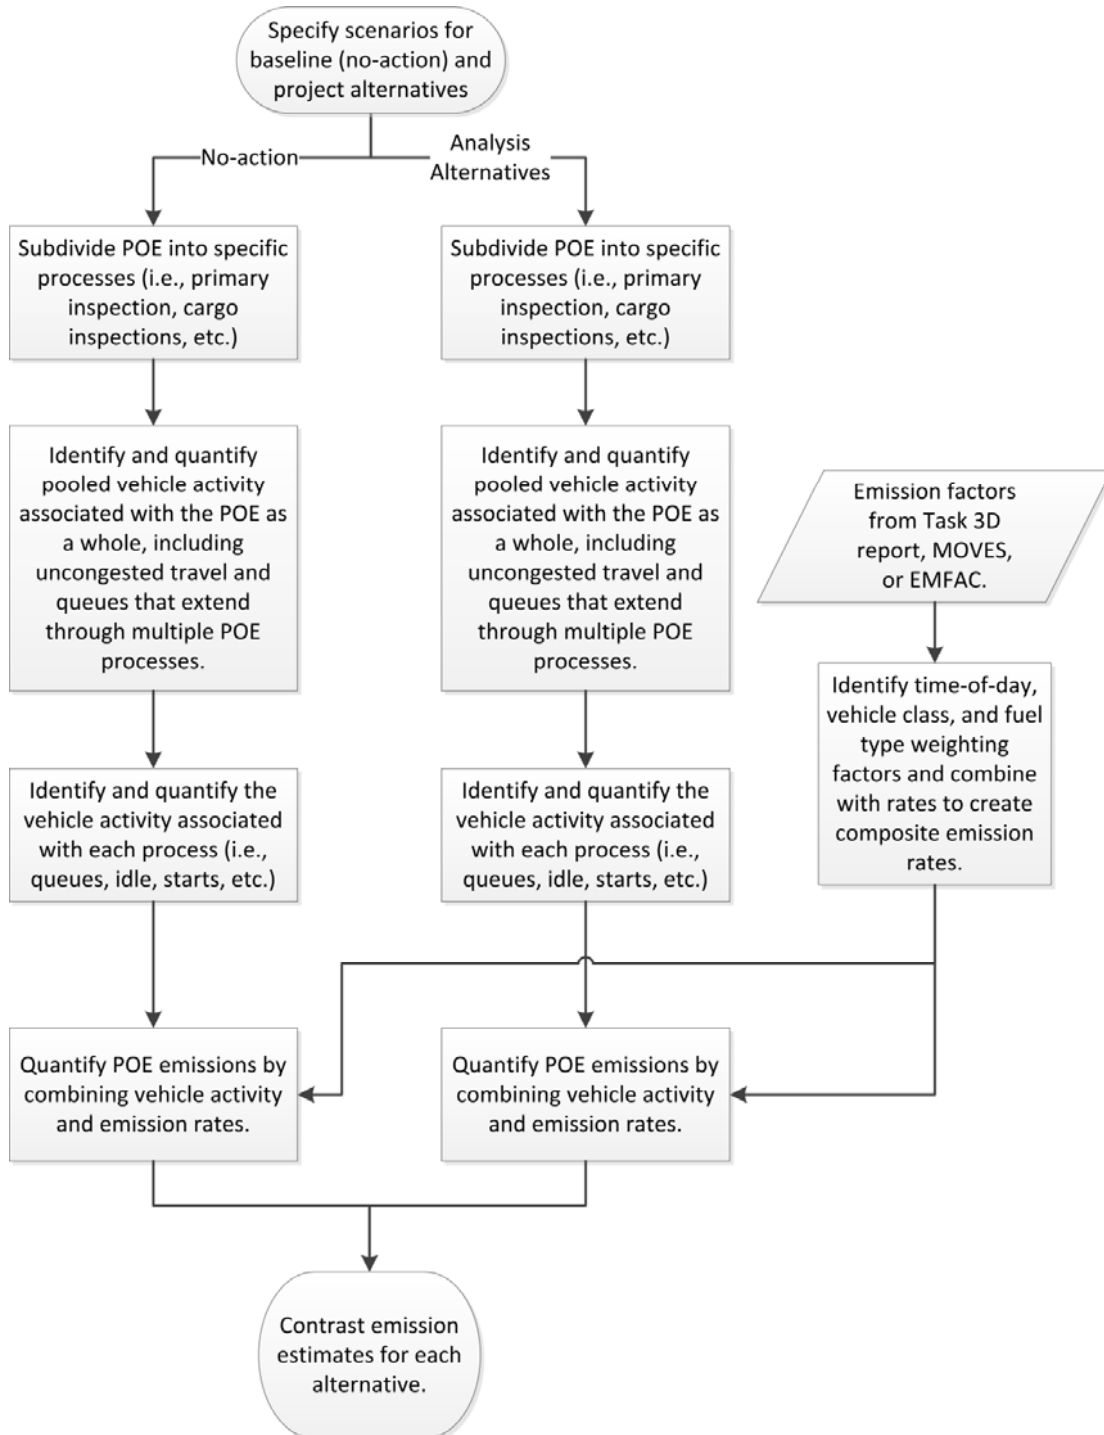 Specify scenarios for
baseline (no-action) and
project alternatives
No-action
Analysis
Alternatives
Subdivide POE into specific
processes (i.e., primary
inspection, cargo
inspections, etc.)
Subdivide POE into specific
processes (i.e., primary
inspection, cargo
inspections, etc.)
Identify and quantify
pooled vehicle activity
associated with the POE as
a whole, including
uncongested travel and
queues that extend
through multiple POE
processes.
Identify and quantify
pooled vehicle activity
associated with the POE as
a whole, including
uncongested travel and
queues that extend
through multiple POE
processes.
Emission factors
from Task 3D
report, MOVES,
or EMFAC.
Identify time-of-day,
vehicle class, and fuel
type weighting
factors and combine
with rates to create
composite emission
rates.
Identify and quantify the
vehicle activity associated
with each process (i.e.,
queues, idle, starts, etc.)
Identify and quantify the
vehicle activity associated
with each process (i.e.,
queues, idle, starts, etc.)
Quantify POE emissions by
combining vehicle activity
and emission rates.
Quantify POE emissions by
combining vehicle activity
and emission rates.
Contrast emission
estimates for each
alternative.